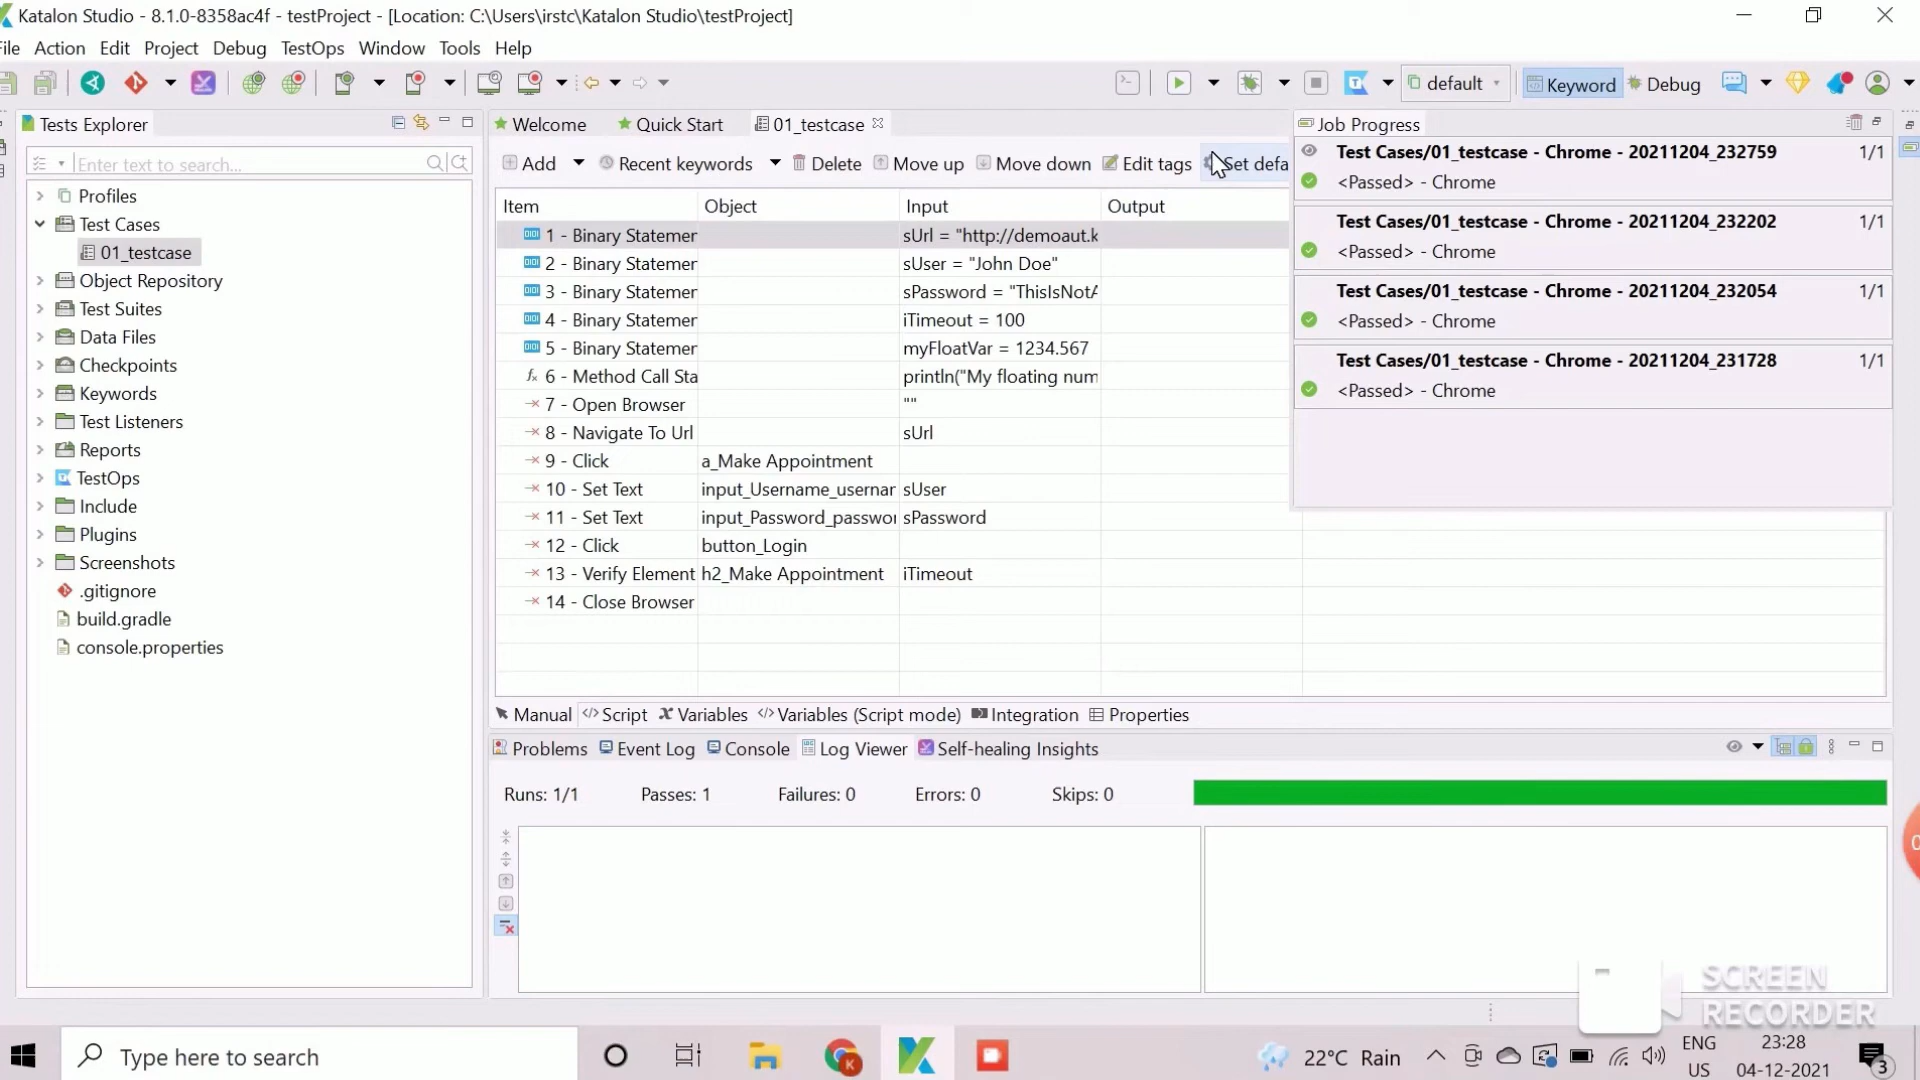 Katalon Studio - 8.1.0-8358ac4f - testProject - [Location: C:\Users\irstc\Katalon Studio\testProject]
File Action Edit Project Debug TestOps Window Tools Help
default Keyword Debug
Tests Explorer
Enter text to search...
Profiles
Test Cases
01_testcase
Object Repository
Test Suites
Data Files
Checkpoints
Keywords
Test Listeners
Reports
TestOps
Include
Plugins
Screenshots
.gitignore
build.gradle
console.properties
Welcome Quick Start 01_testcase
Add Recent keywords Delete Move up Move down Edit tags Set defa
Item Object Input Output
1 - Binary Statemer sUrl = "http://demoaut.k
2 - Binary Statemer sUser = "John Doe"
3 - Binary Statemer sPassword = "ThisIsNotA
4 - Binary Statemer iTimeout = 100
5 - Binary Statemer myFloatVar = 1234.567
6 - Method Call Sta println("My floating num
7 - Open Browser ""
8 - Navigate To Url sUrl
9 - Click a_Make Appointment
10 - Set Text input_Username_usernar sUser
11 - Set Text input_Password_passwor sPassword
12 - Click button_Login
13 - Verify Element h2_Make Appointment iTimeout
14 - Close Browser
Job Progress
Test Cases/01_testcase - Chrome - 20211204_232759 1/1
<Passed> - Chrome
Test Cases/01_testcase - Chrome - 20211204_232202 1/1
<Passed> - Chrome
Test Cases/01_testcase - Chrome - 20211204_232054 1/1
<Passed> - Chrome
Test Cases/01_testcase - Chrome - 20211204_231728 1/1
<Passed> - Chrome
Manual Script Variables Variables (Script mode) Integration Properties
Problems Event Log Console Log Viewer Self-healing Insights
Runs: 1/1 Passes: 1 Failures: 0 Errors: 0 Skips: 0
SCREEN
RECORDER
Type here to search
K
22°C Rain
ENG
US
23:28
04-12-2021
3